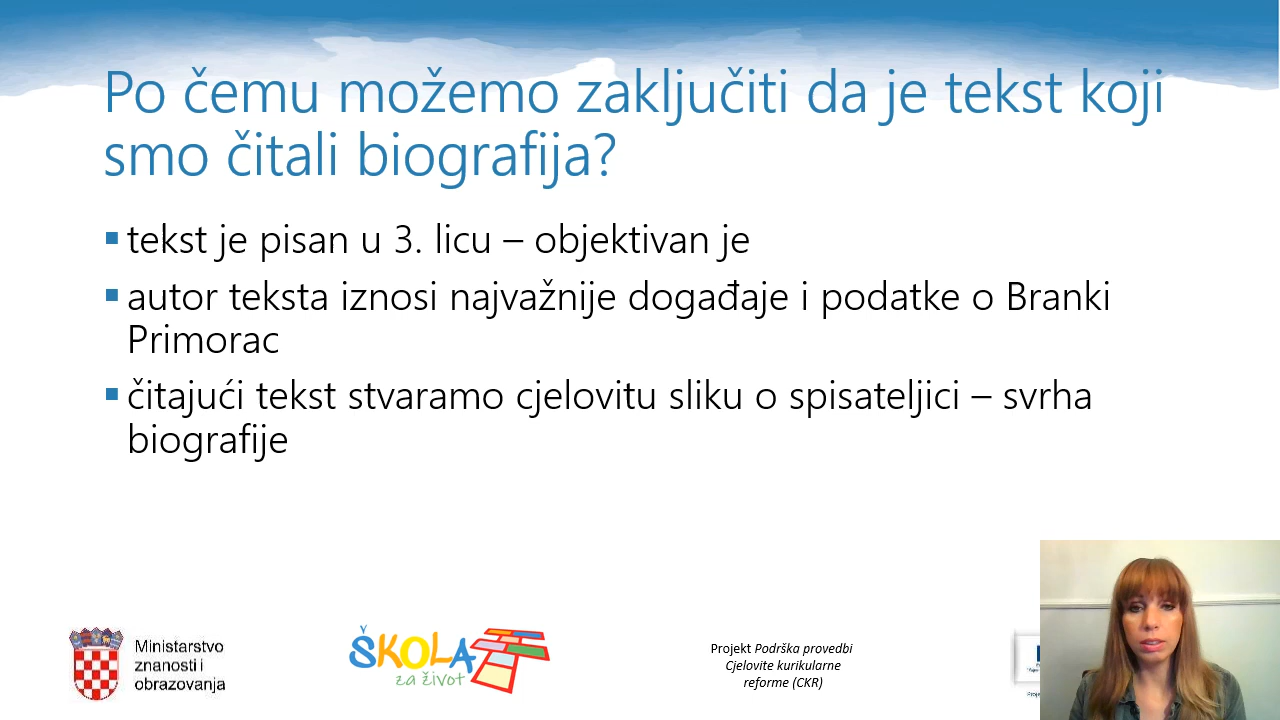 Po čemu možemo zaključiti da je tekst koji
smo čitali biografija?
▪ tekst je pisan u 3. licu – objektivan je
▪ autor teksta iznosi najvažnije događaje i podatke o Branki
Primorac
▪ čitajući tekst stvaramo cjelovitu sliku o spisateljici – svrha
biografije
Ministarstvo
znanosti i
obrazovanja
ŠKOLA
za život
Projekt Podrška provedbi
Cjelovite kurikularne
reforme (CKR)